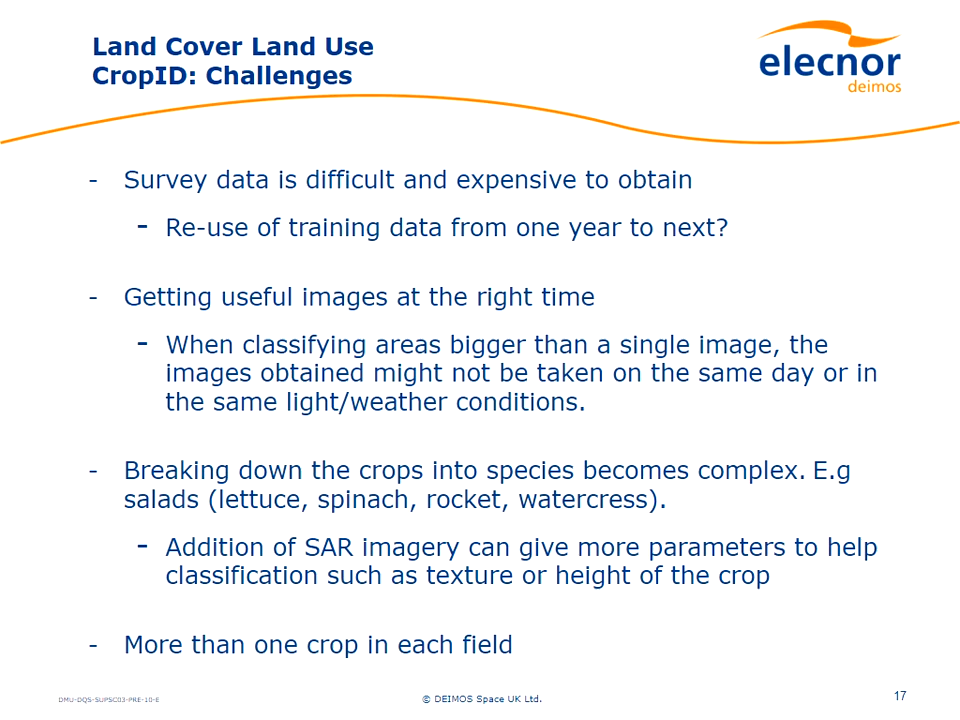 Land Cover Land Use
CropID: Challenges
elecnor
deimos
- Survey data is difficult and expensive to obtain
- Re-use of training data from one year to next?
- Getting useful images at the right time
- When classifying areas bigger than a single image, the
images obtained might not be taken on the same day or in
the same light/weather conditions.
- Breaking down the crops into species becomes complex. E.g
salads (lettuce, spinach, rocket, watercress).
- Addition of SAR imagery can give more parameters to help
classification such as texture or height of the crop
- More than one crop in each field
DMU-DQS-SUPSC03-PRE-10-E
© DEIMOS Space UK Ltd.
17